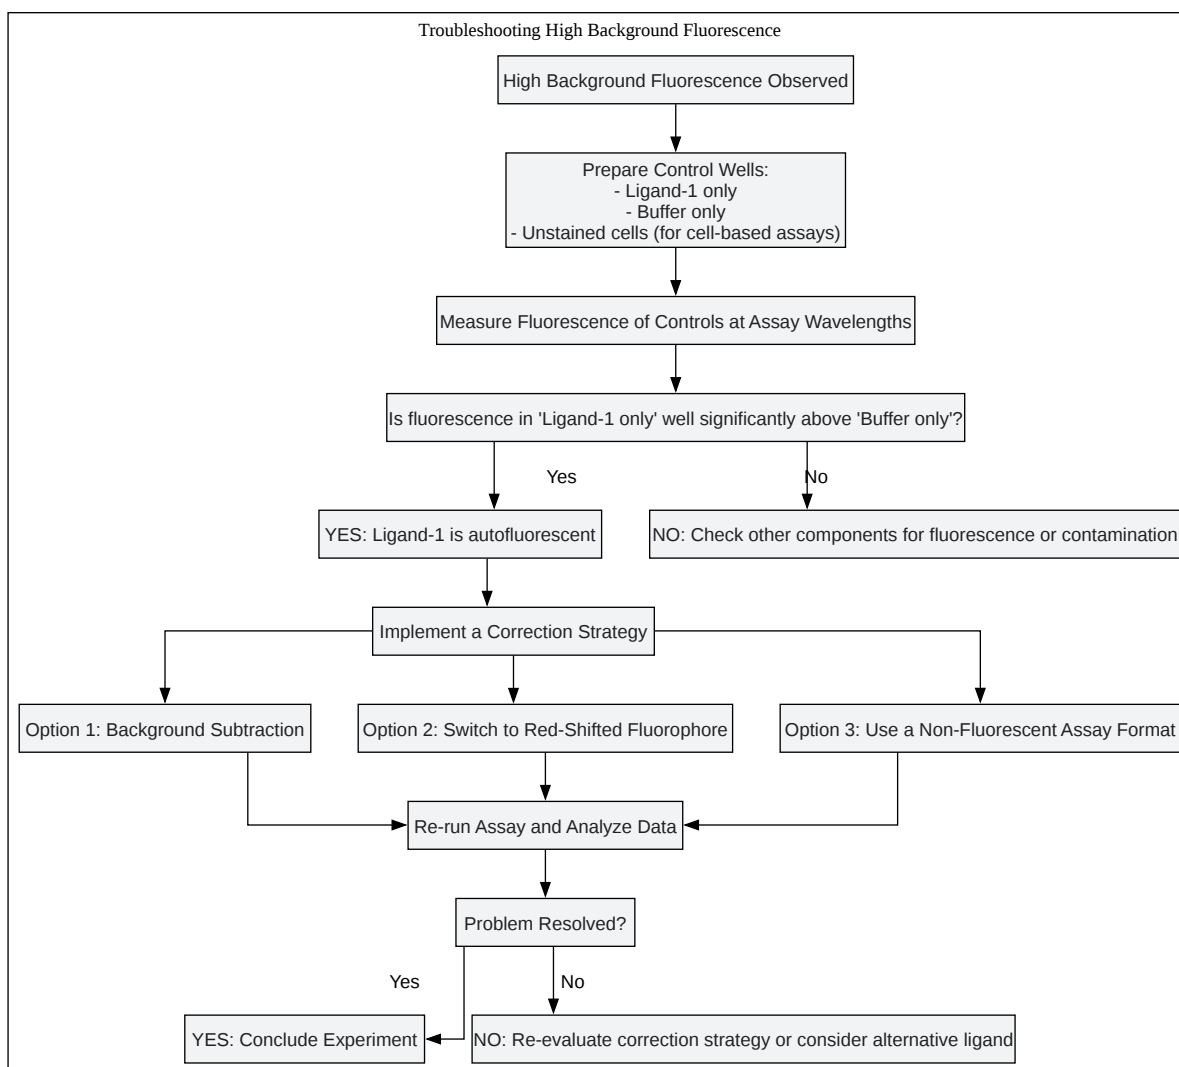 Troubleshooting High Background Fluorescence
High Background Fluorescence Observed
Prepare Control Wells:
- Ligand-1 only
- Buffer only
- Unstained cells (for cell-based assays)
Measure Fluorescence of Controls at Assay Wavelengths
Is fluorescence in 'Ligand-1 only' well significantly above 'Buffer only'?
Yes
No
YES: Ligand-1 is autofluorescent
NO: Check other components for fluorescence or contamination
Implement a Correction Strategy
Option 1: Background Subtraction
Option 2: Switch to Red-Shifted Fluorophore
Option 3: Use a Non-Fluorescent Assay Format
Re-run Assay and Analyze Data
Problem Resolved?
Yes
No
YES: Conclude Experiment
NO: Re-evaluate correction strategy or consider alternative ligand